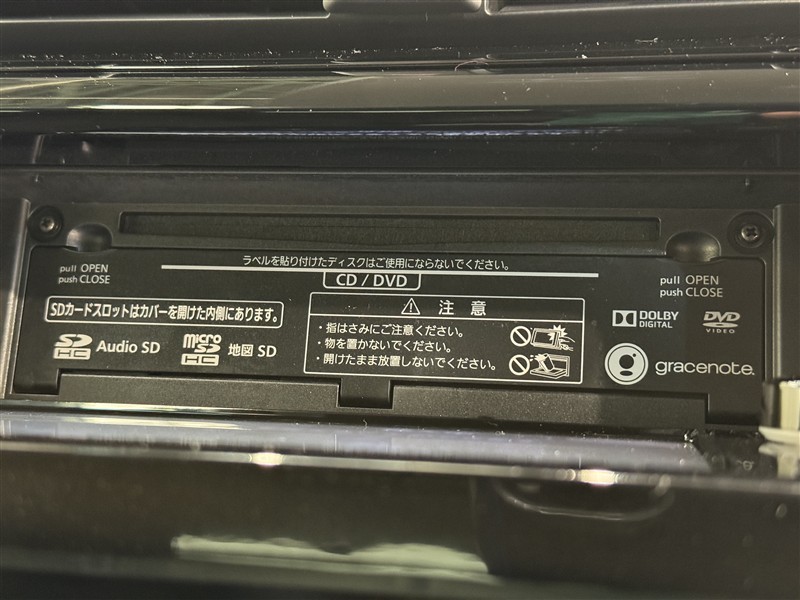 ラベルを貼り付けたディスクはご使用にならないでください。
CD / DVD
pull OPEN
push CLOSE
pull OPEN
push CLOSE
SDカードスロットはカバーを開けた内側にあります。
SD HC Audio SD
micro SD HC 地図 SD
注 意
・指はさみにご注意ください。
・物を置かないでください。
・開けたまま放置しないでください。
DOLBY
DIGITAL
DVD
VIDEO
gracenote.